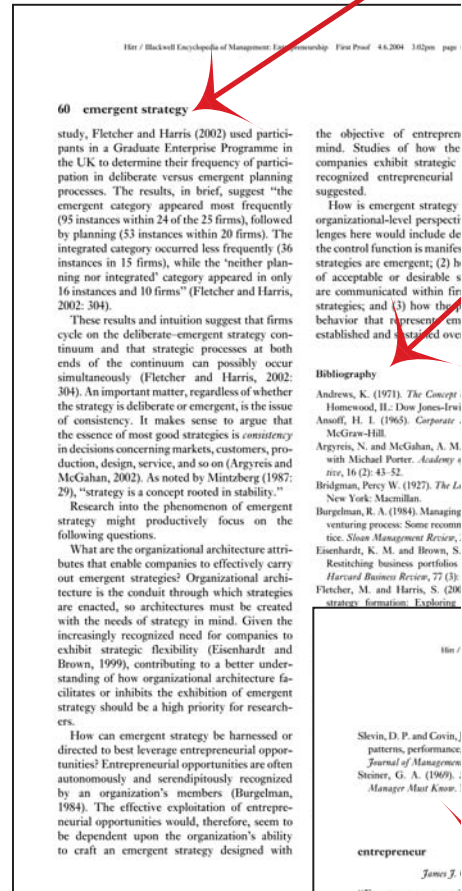 Hitt / Blackwell Encyclopedia of Management: Entrepreneurship First Proof 4.6.2004 3:02pm page
60 emergent strategy
study, Fletcher and Harris (2002) used partici-
pants in a Graduate Enterprise Programme in
the UK to determine their frequency of partici-
pation in deliberate versus emergent planning
processes. The results, in brief, suggest “the
emergent category appeared most frequently
(95 instances within 24 of the 25 firms), followed
by planning (53 instances within 20 firms). The
integrated category occurred less frequently (36
instances in 15 firms), while the ‘neither plan-
ning nor integrated’ category appeared in only
16 instances and 10 firms” (Fletcher and Harris,
2002: 304).
These results and intuition suggest that firms
cycle on the deliberate–emergent strategy con-
tinuum and that strategic processes at both
ends of the continuum can possibly occur
simultaneously (Fletcher and Harris, 2002:
304). An important matter, regardless of whether
the strategy is deliberate or emergent, is the issue
of consistency. It makes sense to argue that
the essence of most good strategies is consistency
in decisions concerning markets, customers, pro-
duction, design, service, and so on (Argyreis and
McGahan, 2002). As noted by Mintzberg (1987:
29), “strategy is a concept rooted in stability.”
Research into the phenomenon of emergent
strategy might productively focus on the
following questions.
What are the organizational architecture attri-
butes that enable companies to effectively carry
out emergent strategies? Organizational archi-
tecture is the conduit through which strategies
are enacted, so architectures must be created
with the needs of strategy in mind. Given the
increasingly recognized need for companies to
exhibit strategic flexibility (Eisenhardt and
Brown, 1999), contributing to a better under-
standing of how organizational architecture fa-
cilitates or inhibits the exhibition of emergent
strategy should be a high priority for research-
ers.
How can emergent strategy be harnessed or
directed to best leverage entrepreneurial oppor-
tunities? Entrepreneurial opportunities are often
autonomously and serendipitously recognized
by an organization's members (Burgelman,
1984). The effective exploitation of entrepre-
neurial opportunities would, therefore, seem to
be dependent upon the organization's ability
to craft an emergent strategy designed with
the objective of entrepren
mind. Studies of how the
companies exhibit strategic
recognized entrepreneurial
suggested.
How is emergent strategy
organizational-level perspectiv
lenges here would include de
the control function is manifes
strategies are emergent; (2) h
of acceptable or desirable s
are communicated within fir
strategies; and (3) how the p
behavior that represents em
established and sustained over
Bibliography
Andrews, K. (1971). The Concept
Homewood, IL: Dow Jones-Irwi
Ansoff, H. I. (1965). Corporate
McGraw-Hill.
Argyreis, N. and McGahan, A. M.
with Michael Porter. Academy o
tive, 16 (2): 43–52.
Bridgman, Percy W. (1927). The Lo
New York: Macmillan.
Burgelman, R. A. (1984). Managing
venturing process: Some recomm
tice. Sloan Management Review,
Eisenhardt, K. M. and Brown, S.
Restitching business portfolios
Harvard Business Review, 77 (3):
Fletcher, M. and Harris, S. (200
strategy formation: Exploring
Hitt /
Slevin, D. P. and Covin, J
patterns, performance,
Journal of Management
Steiner, G. A. (1969).
Manager Must Know.
entrepreneur
James J.